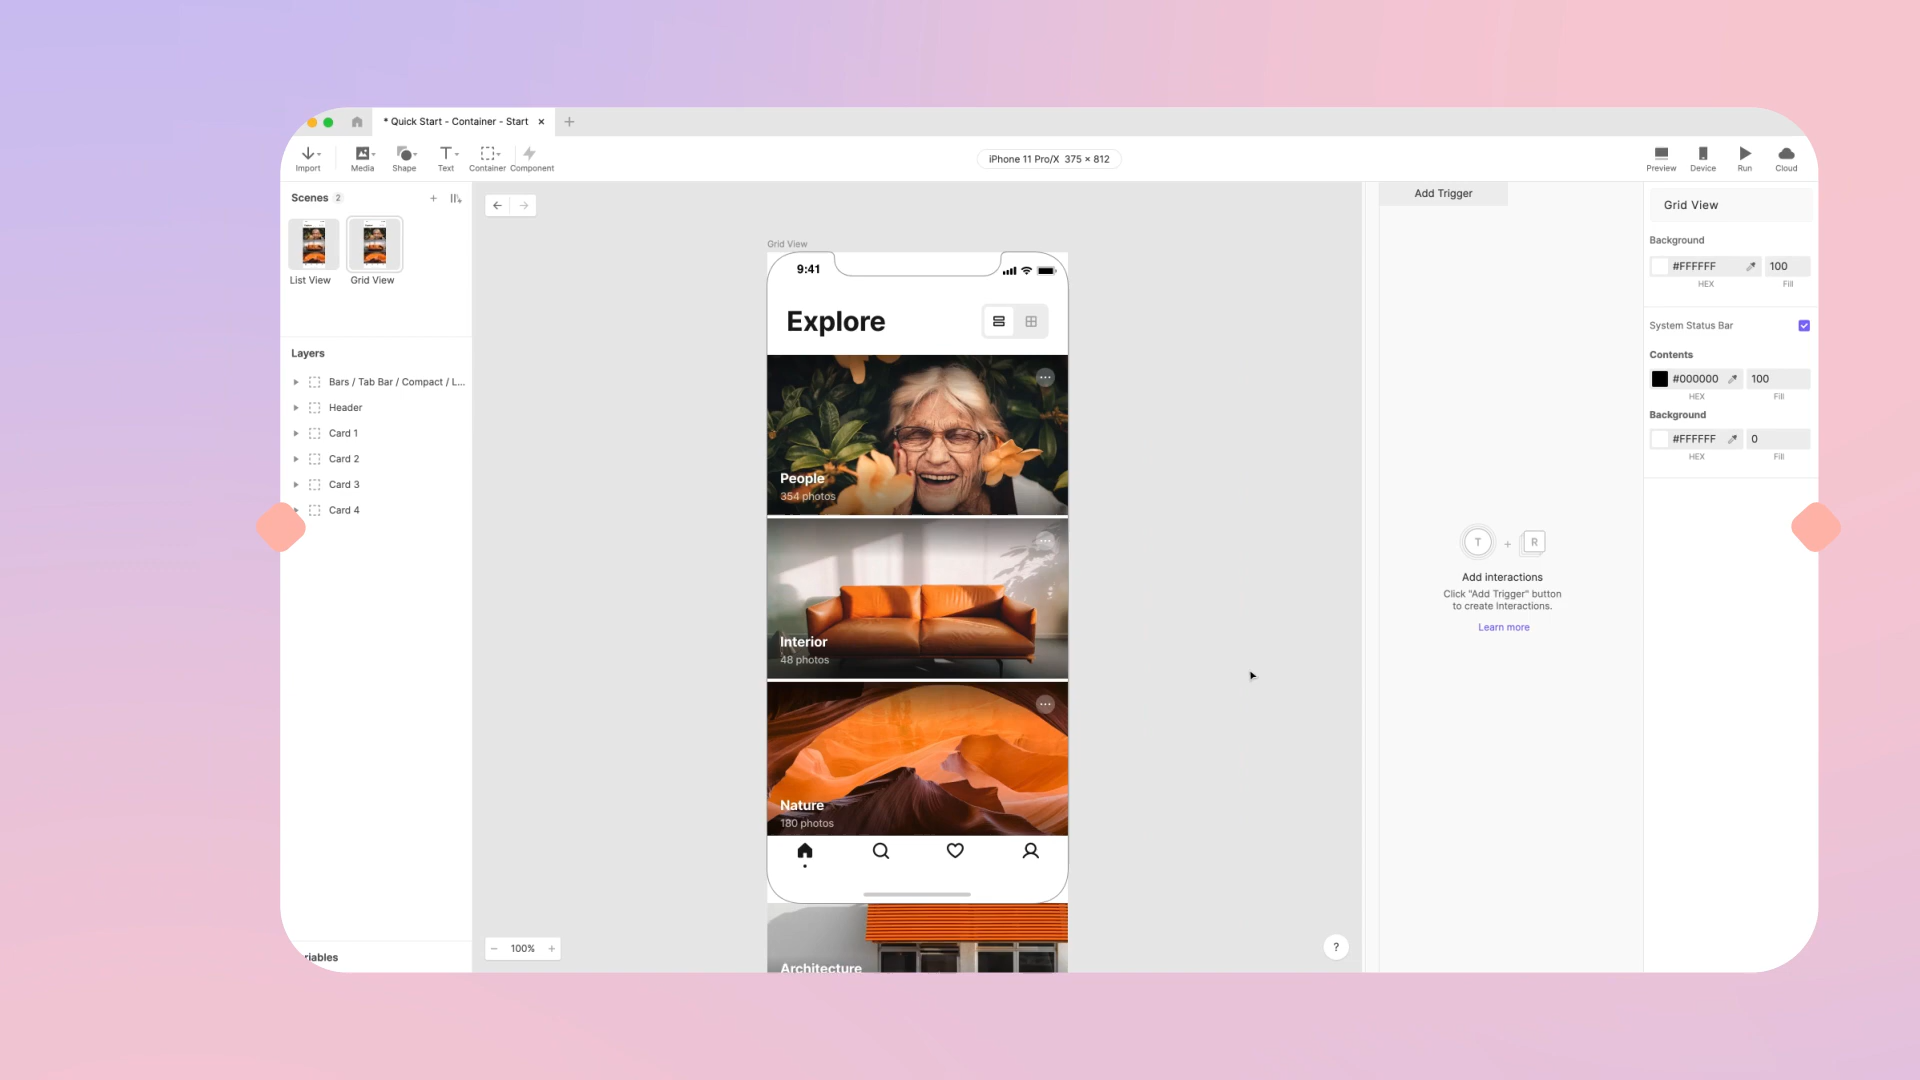 * Quick Start - Container - Start
Import
Media
Shape
Text
Container
Component
iPhone 11 Pro/X 375 × 812
Preview
Device
Run
Cloud
Scenes 2
List View
Grid View
Layers
Bars / Tab Bar / Compact / L...
Header
Card 1
Card 2
Card 3
Card 4
riables
100%
Grid View
9:41
Explore
People
354 photos
Interior
48 photos
Nature
180 photos
Architecture
?
Add Trigger
T + R
Add interactions
Click "Add Trigger" button
to create Interactions.
Learn more
Grid View
Background
#FFFFFF 100
HEX Fill
System Status Bar
Contents
#000000 100
HEX Fill
Background
#FFFFFF 0
HEX Fill